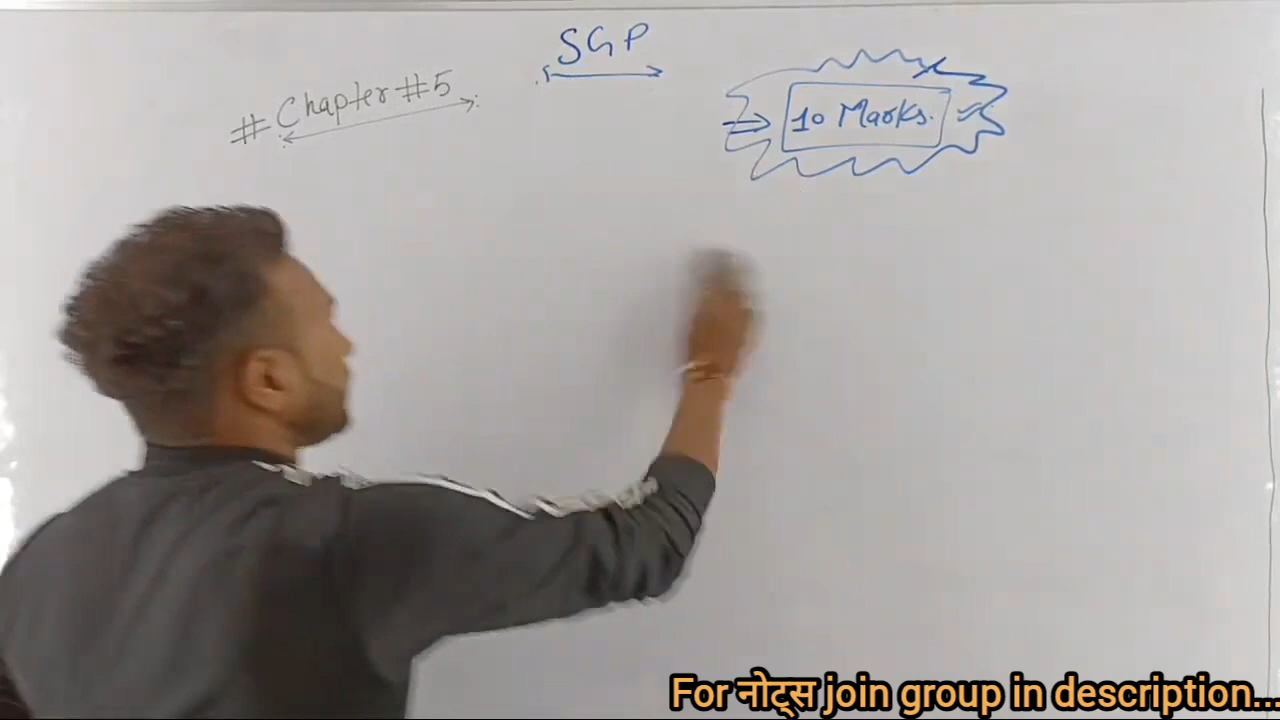 SGP
# Chapter #5
10 Marks.
For नोट्स join group in description...